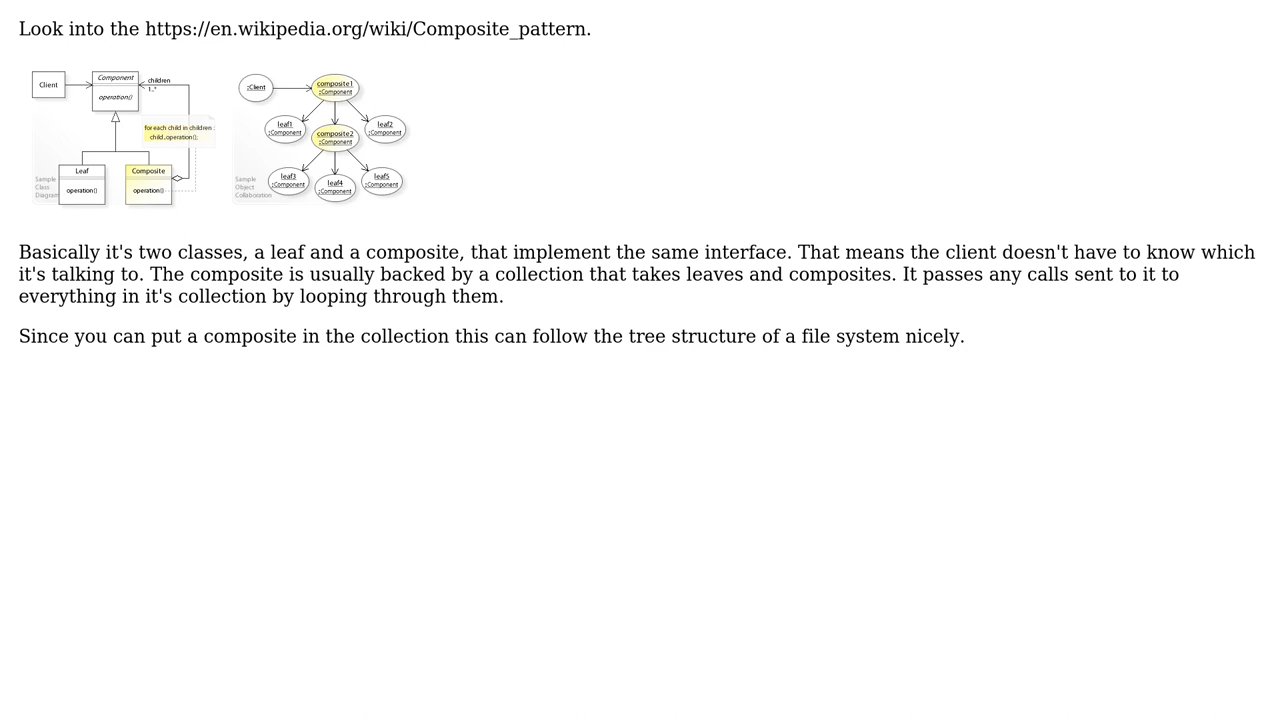 Look into the https://en.wikipedia.org/wiki/Composite_pattern.
Client
Component
operation()
children
1..*
for each child in children :
child.operation();
Leaf
operation()
Composite
operation()
Sample
Class
Diagram
:Client
composite1
:Component
leaf1
:Component
composite2
:Component
leaf2
:Component
leaf3
:Component
leaf4
:Component
leaf5
:Component
Sample
Object
Collaboration
Basically it's two classes, a leaf and a composite, that implement the same interface. That means the client doesn't have to know which
it's talking to. The composite is usually backed by a collection that takes leaves and composites. It passes any calls sent to it to
everything in it's collection by looping through them.
Since you can put a composite in the collection this can follow the tree structure of a file system nicely.